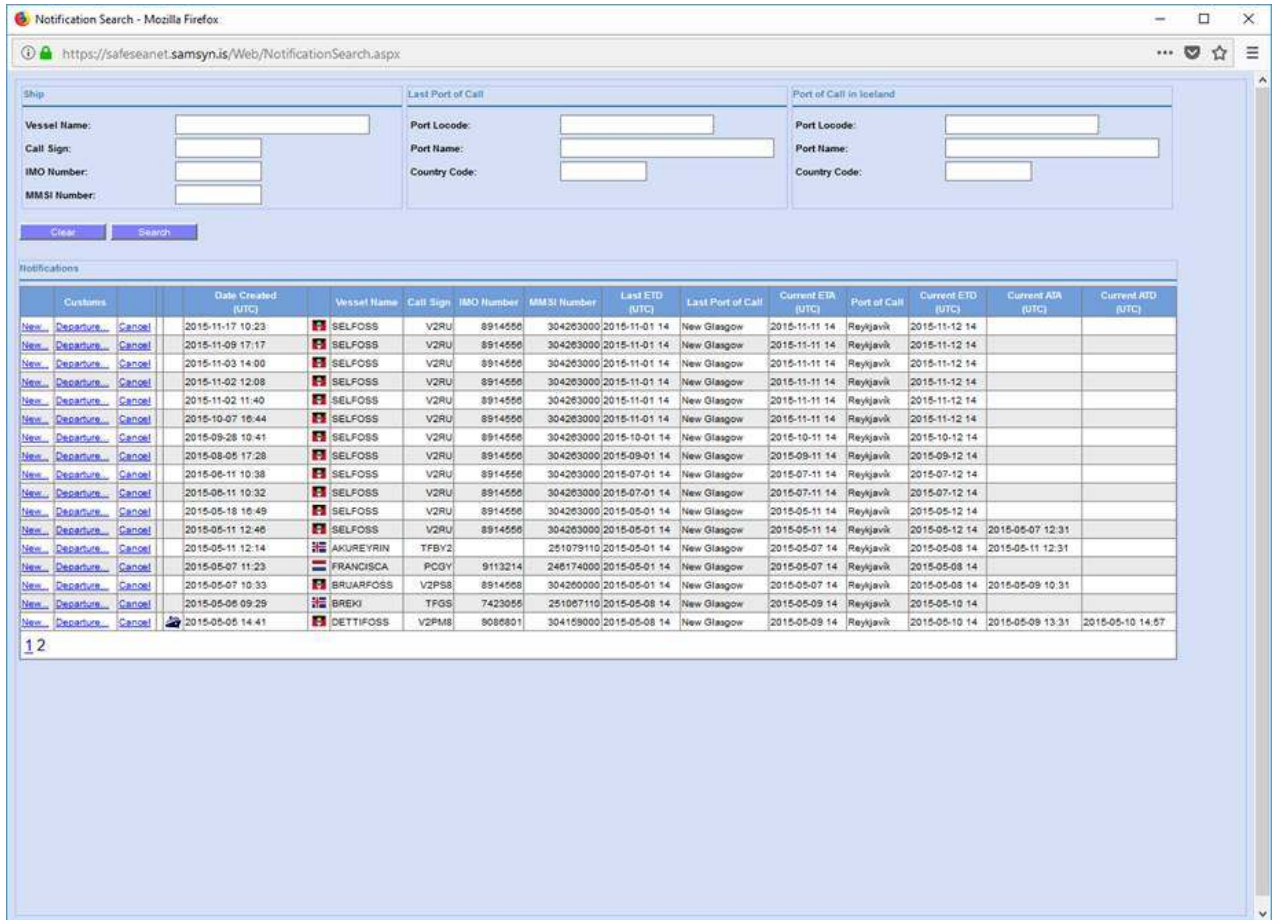 Notification Search - Mozilla Firefox
https://safeseanet.samsyn.is/Web/NotificationSearch.aspx
Ship Last Port of Call Port of Call in Iceland
Vessel Name: Port Locode: Port Locode:
Call Sign: Port Name: Port Name:
IMO Number: Country Code: Country Code:
MMSI Number:
Clear Search
Notifications
Customs Date Created (UTC) Vessel Name Call Sign IMO Number MMSI Number Last ETD (UTC) Last Port of Call Current ETA (UTC) Port of Call Current ETD (UTC) Current ATA (UTC) Current ATD (UTC)
New... Departure... Cancel 2015-11-17 10:23 SELFOSS V2RU 8914556 304263000 2015-11-01 14 New Glasgow 2015-11-11 14 Reykjavík 2015-11-12 14
New... Departure... Cancel 2015-11-09 17:17 SELFOSS V2RU 8914556 304263000 2015-11-01 14 New Glasgow 2015-11-11 14 Reykjavík 2015-11-12 14
New... Departure... Cancel 2015-11-03 14:00 SELFOSS V2RU 8914556 304263000 2015-11-01 14 New Glasgow 2015-11-11 14 Reykjavík 2015-11-12 14
New... Departure... Cancel 2015-11-02 12:08 SELFOSS V2RU 8914556 304263000 2015-11-01 14 New Glasgow 2015-11-11 14 Reykjavík 2015-11-12 14
New... Departure... Cancel 2015-11-02 11:40 SELFOSS V2RU 8914556 304263000 2015-11-01 14 New Glasgow 2015-11-11 14 Reykjavík 2015-11-12 14
New... Departure... Cancel 2015-10-07 16:44 SELFOSS V2RU 8914556 304263000 2015-11-01 14 New Glasgow 2015-11-11 14 Reykjavík 2015-11-12 14
New... Departure... Cancel 2015-09-28 10:41 SELFOSS V2RU 8914556 304263000 2015-10-01 14 New Glasgow 2015-10-11 14 Reykjavík 2015-10-12 14
New... Departure... Cancel 2015-08-05 17:28 SELFOSS V2RU 8914556 304263000 2015-09-01 14 New Glasgow 2015-09-11 14 Reykjavík 2015-09-12 14
New... Departure... Cancel 2015-06-11 10:38 SELFOSS V2RU 8914556 304263000 2015-07-01 14 New Glasgow 2015-07-11 14 Reykjavík 2015-07-12 14
New... Departure... Cancel 2015-06-11 10:32 SELFOSS V2RU 8914556 304263000 2015-07-01 14 New Glasgow 2015-07-11 14 Reykjavík 2015-07-12 14
New... Departure... Cancel 2015-05-18 16:49 SELFOSS V2RU 8914556 304263000 2015-05-01 14 New Glasgow 2015-05-11 14 Reykjavík 2015-05-12 14
New... Departure... Cancel 2015-05-11 12:46 SELFOSS V2RU 8914556 304263000 2015-05-01 14 New Glasgow 2015-05-11 14 Reykjavík 2015-05-12 14 2015-05-07 12:31
New... Departure... Cancel 2015-05-11 12:14 AKUREYRIN TFBY2 251079110 2015-05-01 14 New Glasgow 2015-05-07 14 Reykjavík 2015-05-08 14 2015-05-11 12:31
New... Departure... Cancel 2015-05-07 11:23 FRANCISCA PCGY 9113214 246174000 2015-05-01 14 New Glasgow 2015-05-07 14 Reykjavík 2015-05-08 14
New... Departure... Cancel 2015-05-07 10:33 BRUARFOSS V2PS8 8914568 304260000 2015-05-01 14 New Glasgow 2015-05-07 14 Reykjavík 2015-05-08 14 2015-05-09 10:31
New... Departure... Cancel 2015-05-06 09:29 BREKI TFGS 7423055 251067110 2015-05-08 14 New Glasgow 2015-05-09 14 Reykjavík 2015-05-10 14
New... Departure... Cancel 2015-05-05 14:41 DETTIFOSS V2PM8 9086801 304159000 2015-05-08 14 New Glasgow 2015-05-09 14 Reykjavík 2015-05-10 14 2015-05-09 13:31 2015-05-10 14:57
1 2